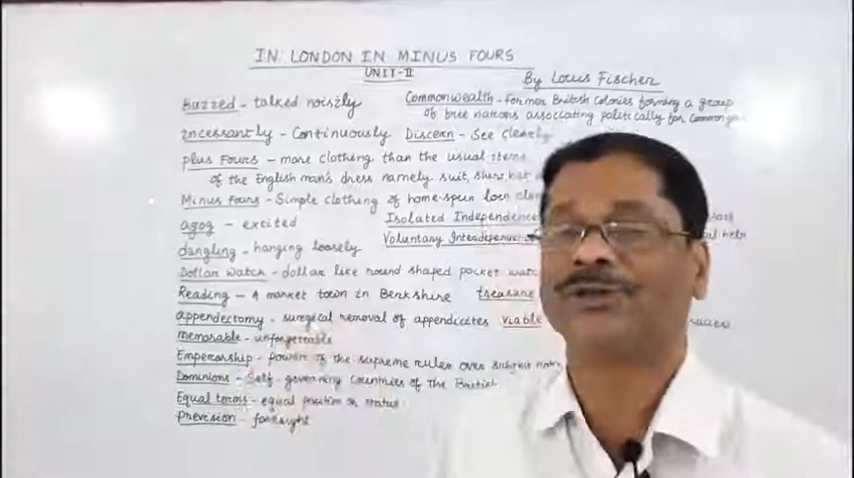 IN LONDON IN MINUS FOURS
UNIT-II
By Louis Fischer
Buzzed - talked noisily
Incessantly - Continuously
plus Fours - more clothing than the usual items
of the English man's dress namely suit, shirt, hat
Minus fours - Simple clothing of home-spun loin
agog - excited
dangling - hanging loosely
Dollar watch - dollar like round shaped pocket watch
Reading - A market town in Berkshire
appendectomy - surgical removal of appendicites
memorable - unforgettable
Emperorship - power of the supreme ruler over subject
Dominions - Self-governing countries of the British
Equal terms - equal position or status
Prevision - foresight
Commonwealth - Former British Colonies forming a group
of free nations associating politically for Common
Discern - See clearly
Isolated Independence
Voluntary Interdependence
treasure
viable